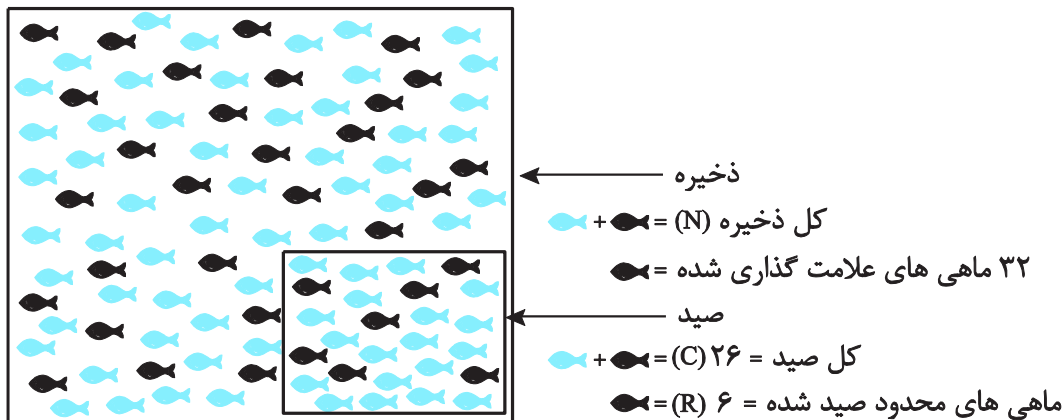 ذخیره
کل ذخیره (N) = +
۳۲ ماهی های علامت گذاری شده =
صید
کل صید = ۲۶ (C) = +
ماهی های محدود صید شده = ۶ (R) =